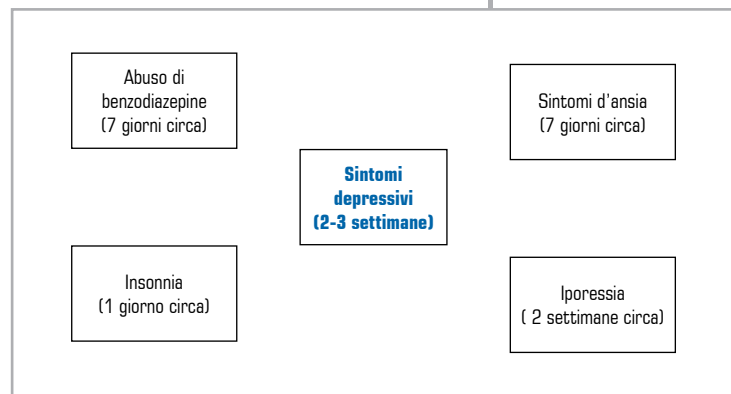 Abuso di
benzodiazepine
(7 giorni circa)
Sintomi d'ansia
(7 giorni circa)
Sintomi
depressivi
(2-3 settimane)
Insonnia
(1 giorno circa)
Iporessia
( 2 settimane circa)